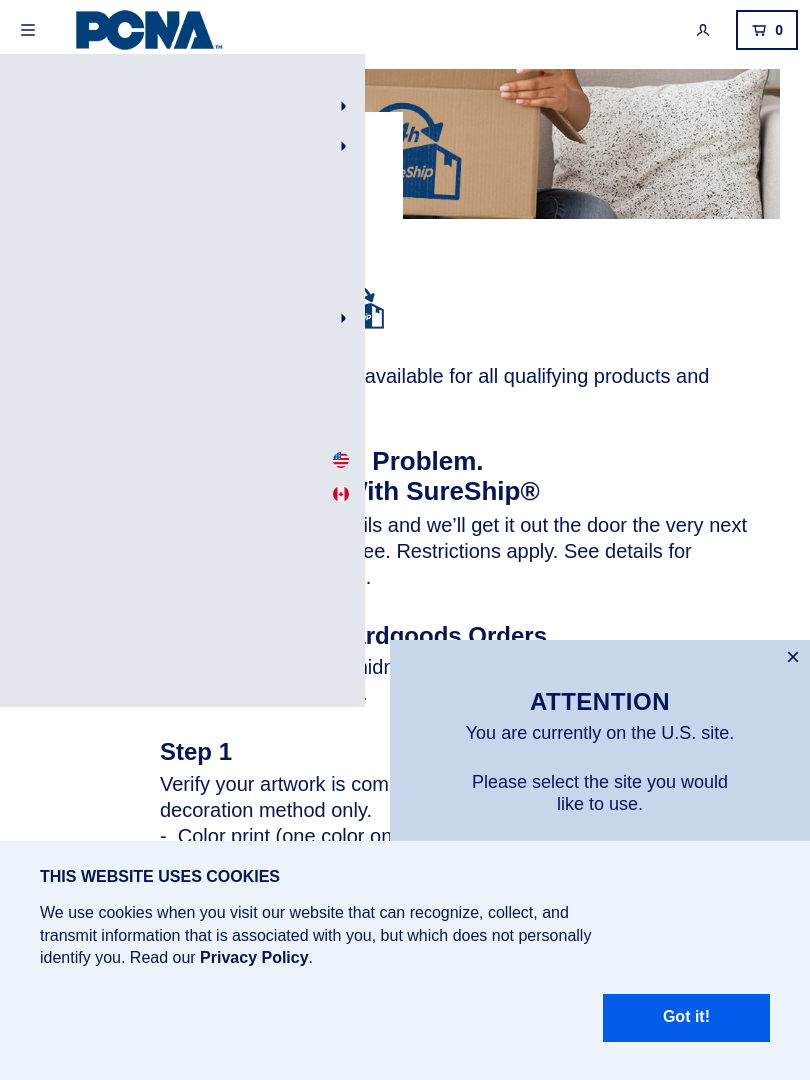 PCNA™
0
4h
eShip
available for all qualifying products and
Problem.
ith SureShip®
ils and we’ll get it out the door the very next
ee. Restrictions apply. See details for
.
rdgoods Orders
×
ATTENTION
You are currently on the U.S. site.
Please select the site you would
like to use.
Step 1
Verify your artwork is com
decoration method only.
- Color print (one color on
THIS WEBSITE USES COOKIES
We use cookies when you visit our website that can recognize, collect, and
transmit information that is associated with you, but which does not personally
identify you. Read our Privacy Policy.
Got it!